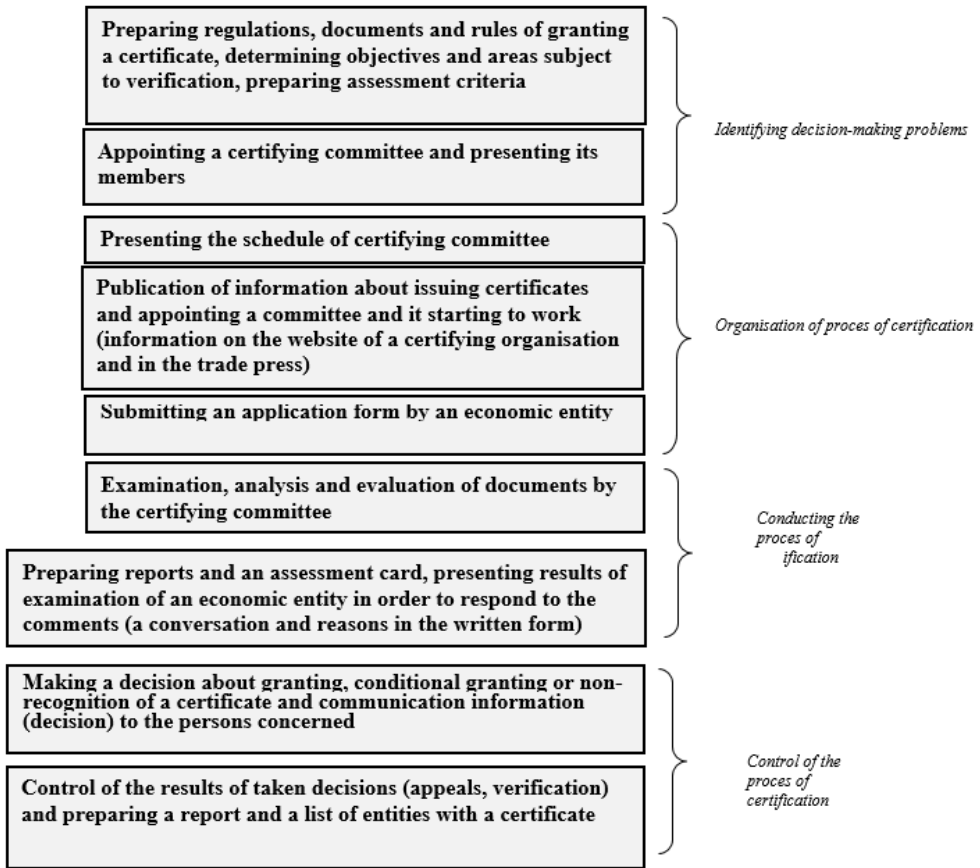 Preparing regulations, documents and rules of granting
a certificate, determining objectives and areas subject
to verification, preparing assessment criteria
Identifying decision-making problems
Appointing a certifying committee and presenting its
members
Presenting the schedule of certifying committee
Publication of information about issuing certificates
and appointing a committee and it starting to work
(information on the website of a certifying organisation
and in the trade press)
Organisation of proces of certification
Submitting an application form by an economic entity
Examination, analysis and evaluation of documents by
the certifying committee
Conducting the
proces of
ification
Preparing reports and an assessment card, presenting results of
examination of an economic entity in order to respond to the
comments (a conversation and reasons in the written form)
Making a decision about granting, conditional granting or non-
recognition of a certificate and communication information
(decision) to the persons concerned
Control of the
proces of
certification
Control of the results of taken decisions (appeals, verification)
and preparing a report and a list of entities with a certificate